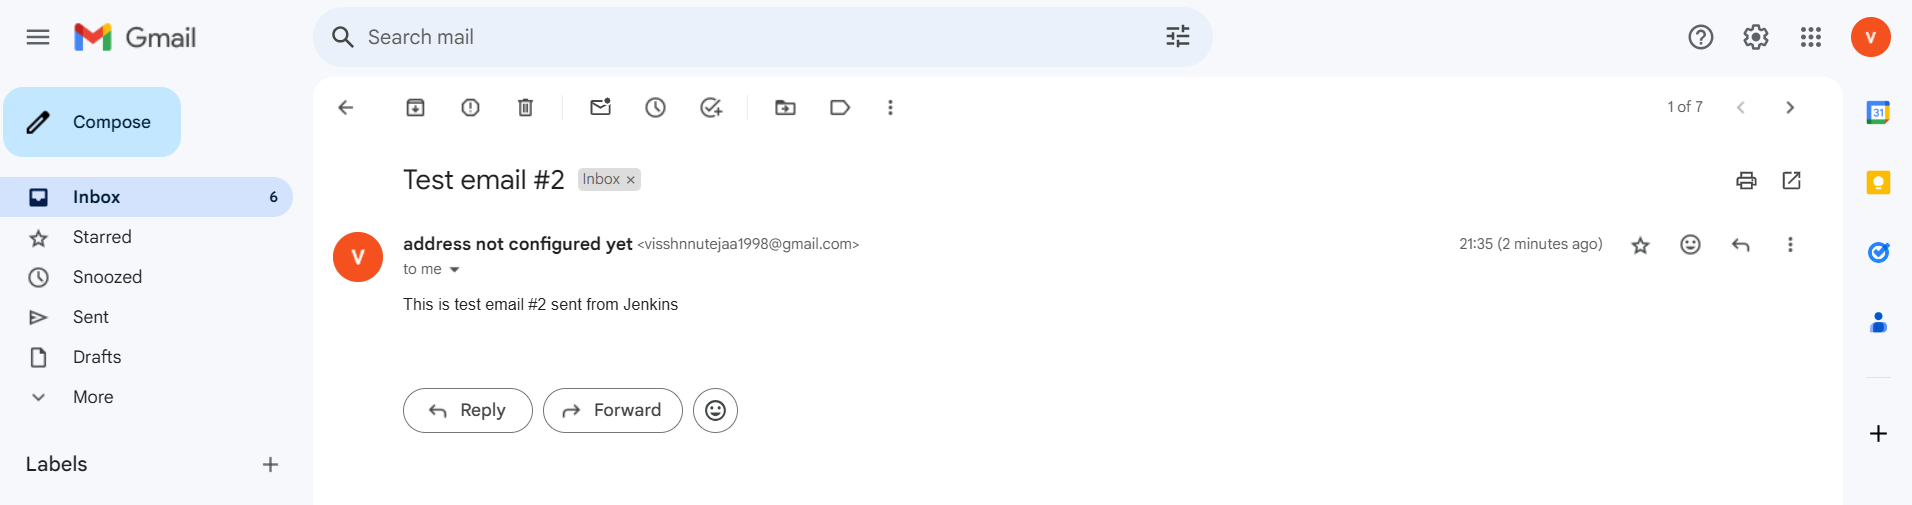 Gmail
Search mail
V
Compose
1 of 7
31
Test email #2 Inbox ×
Inbox 6
Starred
V
address not configured yet <visshnnutejaa1998@gmail.com>
21:35 (2 minutes ago)
to me
Snoozed
This is test email #2 sent from Jenkins
Sent
Drafts
More
Reply
Forward
Labels